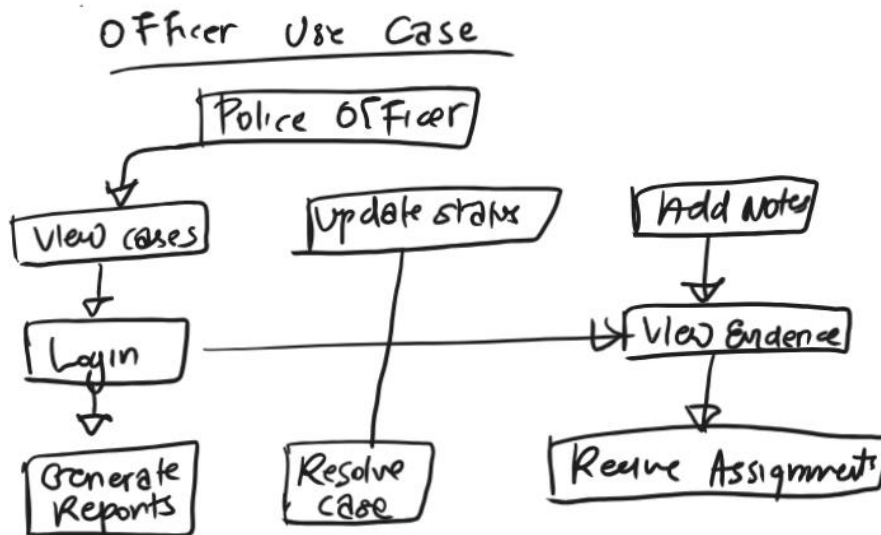 Officer Use Case
Police Officer
View cases
Update status
Add Notes
Login
View Evidence
Generate
Reports
Resolve
case
Assignments